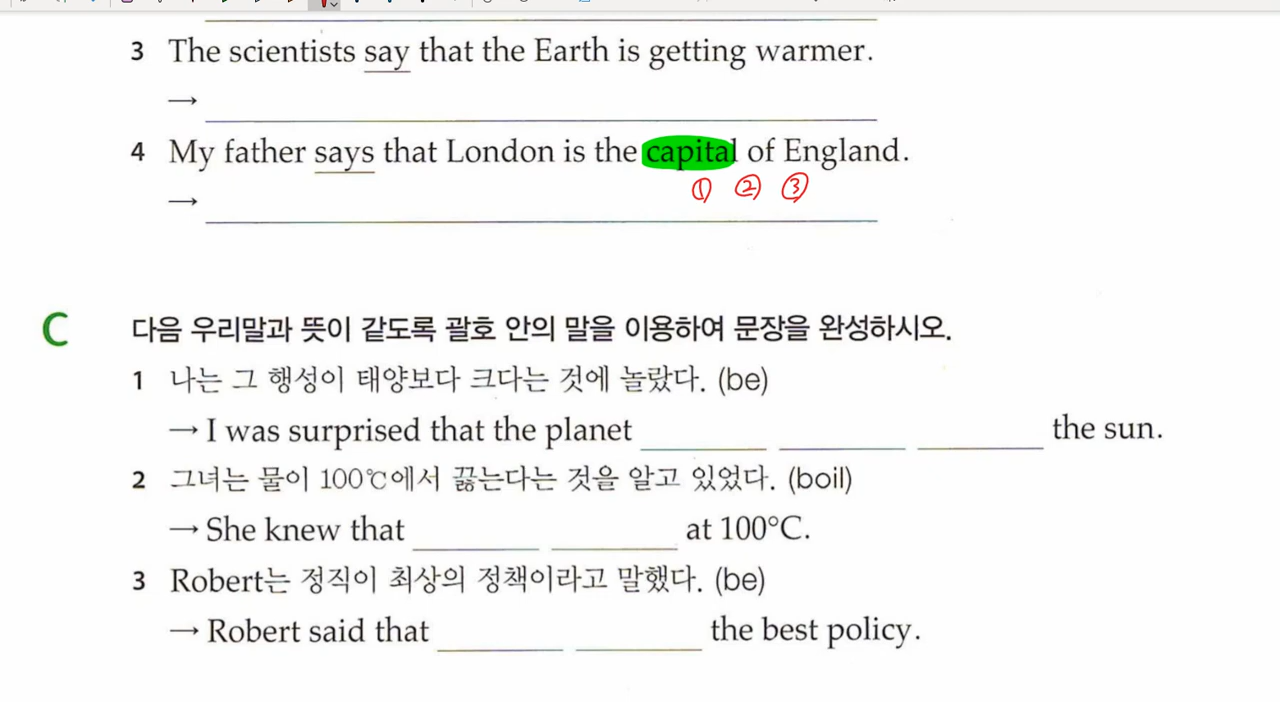 3 The scientists say that the Earth is getting warmer.
→
4 My father says that London is the capital of England.
① ② ③
→
C 다음 우리말과 뜻이 같도록 괄호 안의 말을 이용하여 문장을 완성하시오.
1 나는 그 행성이 태양보다 크다는 것에 놀랐다. (be)
→ I was surprised that the planet ______ ______ ______ the sun.
2 그녀는 물이 100℃에서 끓는다는 것을 알고 있었다. (boil)
→ She knew that ______ ______ at 100°C.
3 Robert는 정직이 최상의 정책이라고 말했다. (be)
→ Robert said that ______ ______ the best policy.